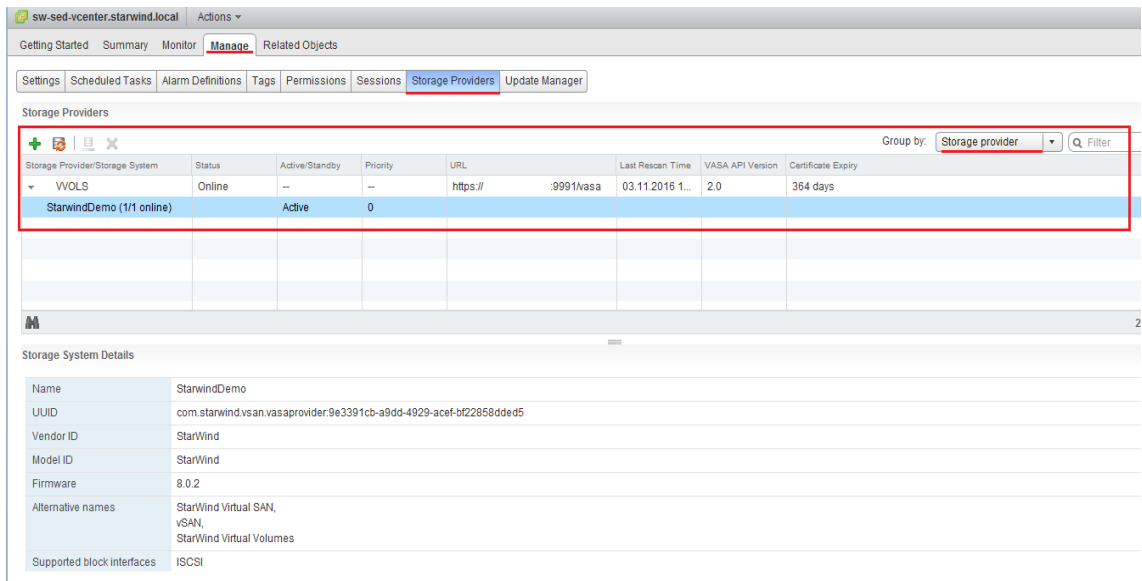 sw-sed-vcenter.starwind.local Actions
Getting Started Summary Monitor Manage Related Objects
Settings Scheduled Tasks Alarm Definitions Tags Permissions Sessions Storage Providers Update Manager
Storage Providers
Group by: Storage provider Filter
Storage Provider/Storage System Status Active/Standby Priority URL Last Rescan Time VASA API Version Certificate Expiry
VVOLS Online -- -- https:// :9991/vasa 03.11.2016 1... 2.0 364 days
StarwindDemo (1/1 online) Active 0
2
Storage System Details
Name StarwindDemo
UUID com.starwind.vsan.vasaprovider:9e3391cb-a9dd-4929-acef-bf22858dded5
Vendor ID StarWind
Model ID StarWind
Firmware 8.0.2
Alternative names StarWind Virtual SAN,
vSAN,
StarWind Virtual Volumes
Supported block interfaces ISCSI